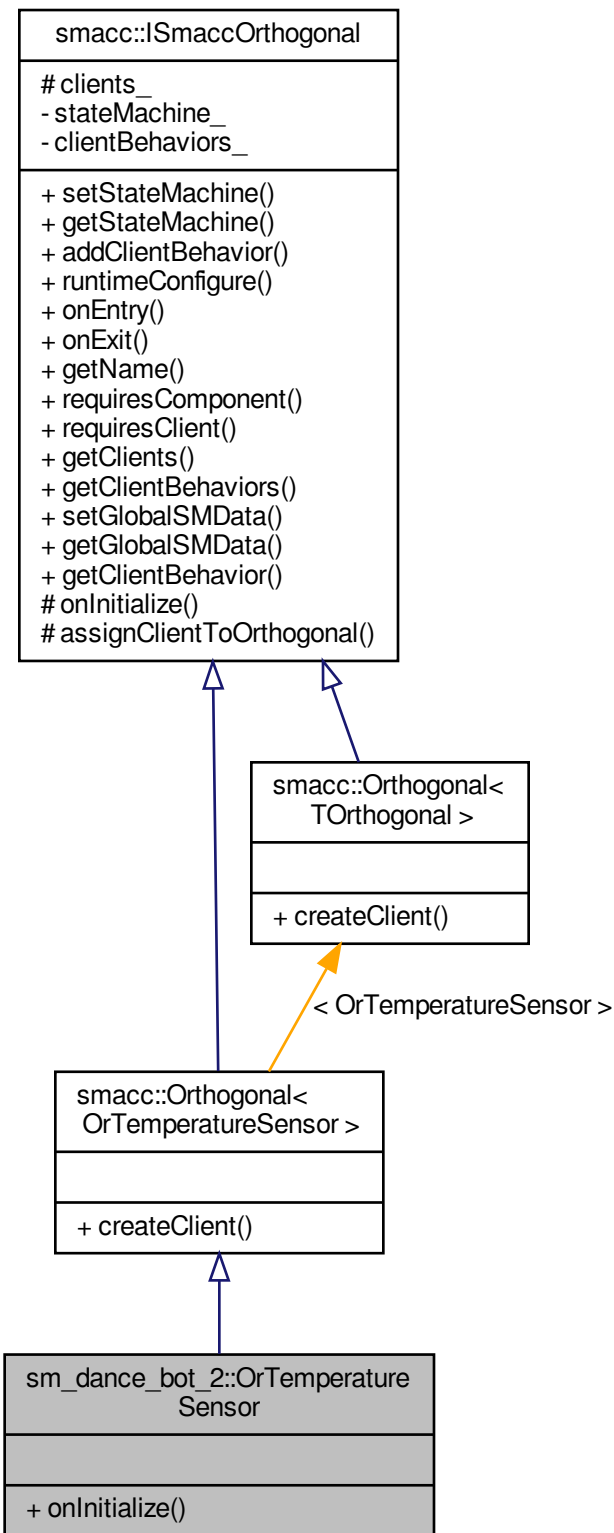 smacc::ISmaccOrthogonal
# clients_
- stateMachine_
- clientBehaviors_
+ setStateMachine()
+ getStateMachine()
+ addClientBehavior()
+ runtimeConfigure()
+ onEntry()
+ onExit()
+ getName()
+ requiresComponent()
+ requiresClient()
+ getClients()
+ getClientBehaviors()
+ setGlobalSMData()
+ getGlobalSMData()
+ getClientBehavior()
# onInitialize()
# assignClientToOrthogonal()
smacc::Orthogonal<
TOrthogonal >
+ createClient()
< OrTemperatureSensor >
smacc::Orthogonal<
OrTemperatureSensor >
+ createClient()
sm_dance_bot_2::OrTemperature
Sensor
+ onInitialize()